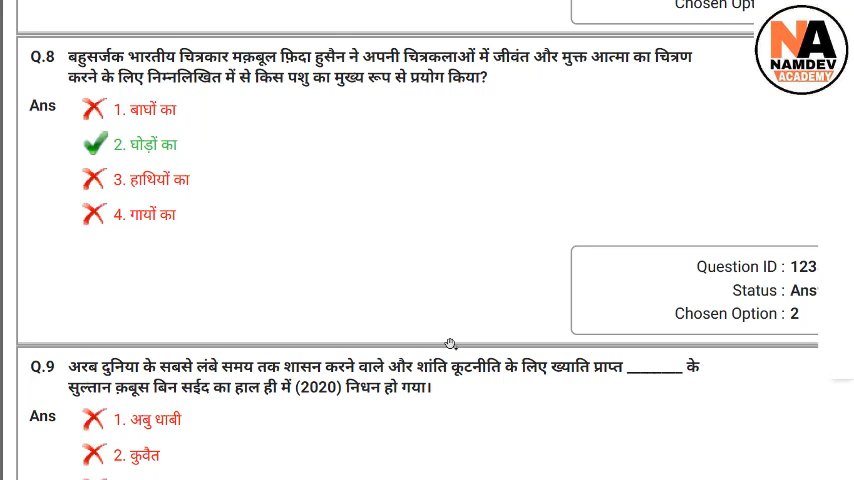 Chosen Opt
NAMDEV
ACADEMY
Q.8 बहुसर्जक भारतीय चित्रकार मक़बूल फ़िदा हुसैन ने अपनी चित्रकलाओं में जीवंत और मुक्त आत्मा का चित्रण
करने के लिए निम्नलिखित में से किस पशु का मुख्य रूप से प्रयोग किया?
Ans 1. बाघों का
2. घोड़ों का
3. हाथियों का
4. गायों का
Question ID : 123
Status : Ans
Chosen Option : 2
Q.9 अरब दुनिया के सबसे लंबे समय तक शासन करने वाले और शांति कूटनीति के लिए ख्याति प्राप्त ________ के
सुल्तान क़बूस बिन सईद का हाल ही में (2020) निधन हो गया।
Ans 1. अबु धाबी
2. कुवैत